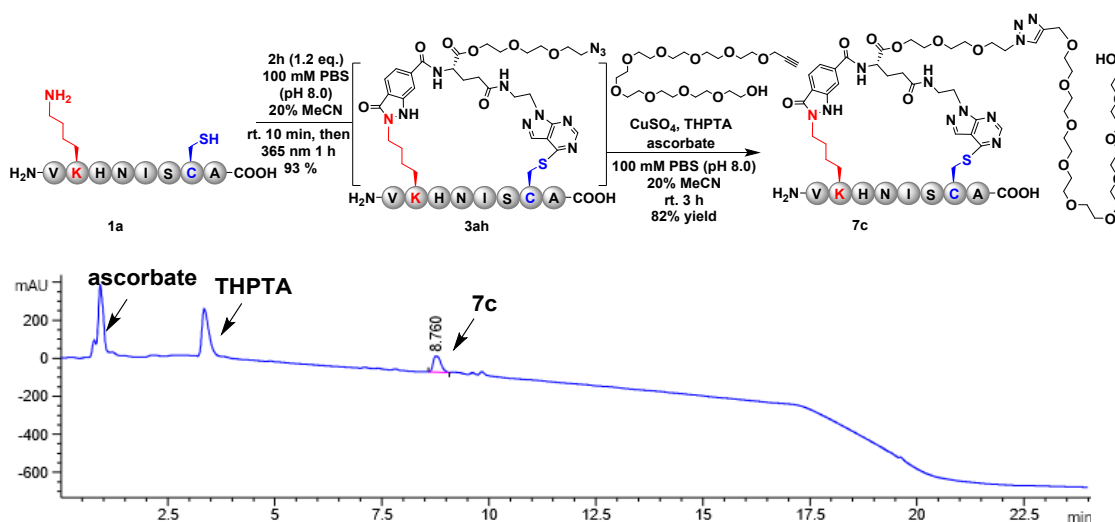 NH2
SH
H2N V K H N I S C A COOH
1a
2h (1.2 eq.)
100 mM PBS
(pH 8.0)
20% MeCN
rt. 10 min, then
365 nm 1 h
93 %
O O O O O N3
N H O
O N NH
H N O
N N N N
S
H2N V K H N I S C A COOH
3ah
O O O O
O
O O O OH
CuSO4, THPTA
ascorbate
100 mM PBS (pH 8.0)
20% MeCN
rt. 3 h
82% yield
N=N
O O O O O N
N H O
O N NH
H N O
N N N N
S
H2N V K H N I S C A COOH
7c
HO
O O O O O O O O
mAU
ascorbate
THPTA
7c
8.760
200
0
-200
-400
-600
2.5 5 7.5 10 12.5 15 17.5 20 22.5 min